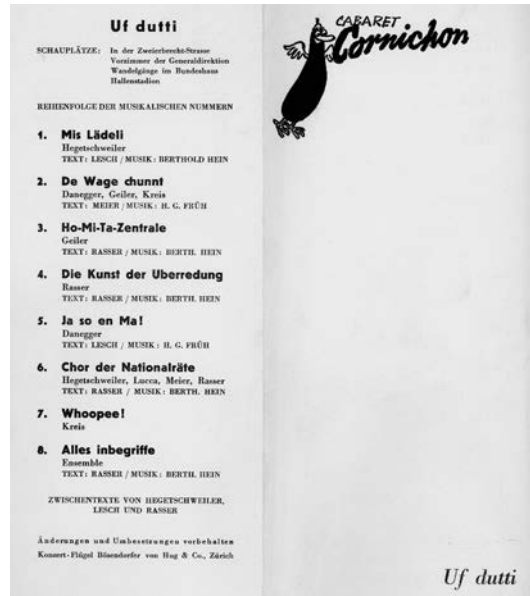 Uf dutti
SCHAUPLÄTZE: In der Zweierbrecht-Strasse
Vorzimmer der Generaldirektion
Wandelgänge im Bundeshaus
Hallenstadion
REIHENFOLGE DER MUSIKALISCHEN NUMMERN
1. Mis Lädeli
Hegetschweiler
TEXT: LESCH / MUSIK: BERTHOLD HEIN
2. De Wage chunnt
Danegger, Geiler, Kreis
TEXT: MEIER / MUSIK: H. G. FRÜH
3. Ho-Mi-Ta-Zentrale
Geiler
TEXT: RASSER / MUSIK: BERTH. HEIN
4. Die Kunst der Uberredung
Rasser
TEXT: RASSER / MUSIK: BERTH. HEIN
5. Ja so en Ma!
Danegger
TEXT: LESCH / MUSIK: H. G. FRÜH
6. Chor der Nationalräte
Hegetschweiler, Lucca, Meier, Rasser
TEXT: RASSER / MUSIK: BERTH. HEIN
7. Whoopee!
Kreis
8. Alles inbegriffe
Ensemble
TEXT: RASSER / MUSIK: BERTH. HEIN
ZWISCHENTEXTE VON HEGETSCHWEILER,
LESCH UND RASSER
Änderungen und Umbesetzungen vorbehalten
Konzert-Flügel Bösendorfer von Hug & Co., Zürich
CABARET
Cornichon
Uf dutti